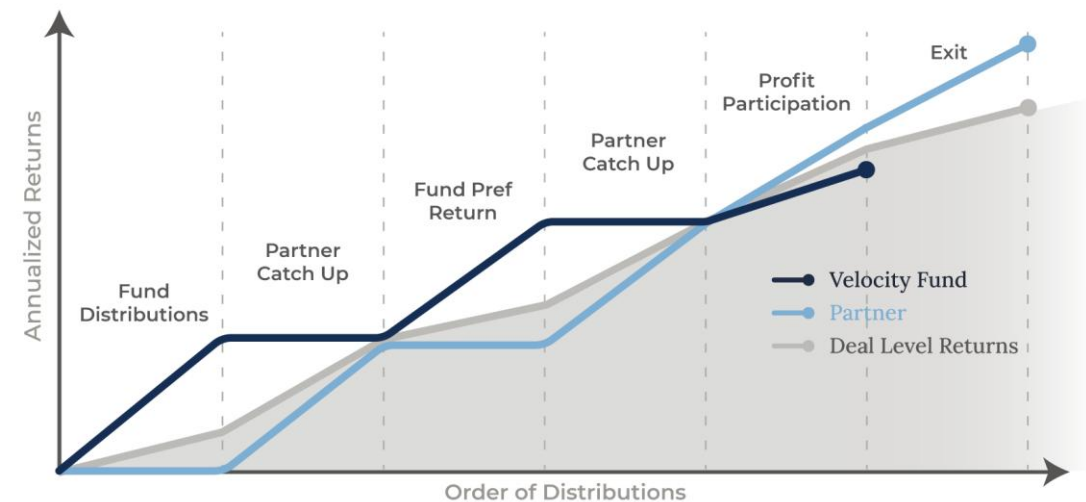 Annualized Returns
Fund
Distributions
Partner
Catch Up
Fund Pref
Return
Partner
Catch Up
Profit
Participation
Exit
Velocity Fund
Partner
Deal Level Returns
Order of Distributions